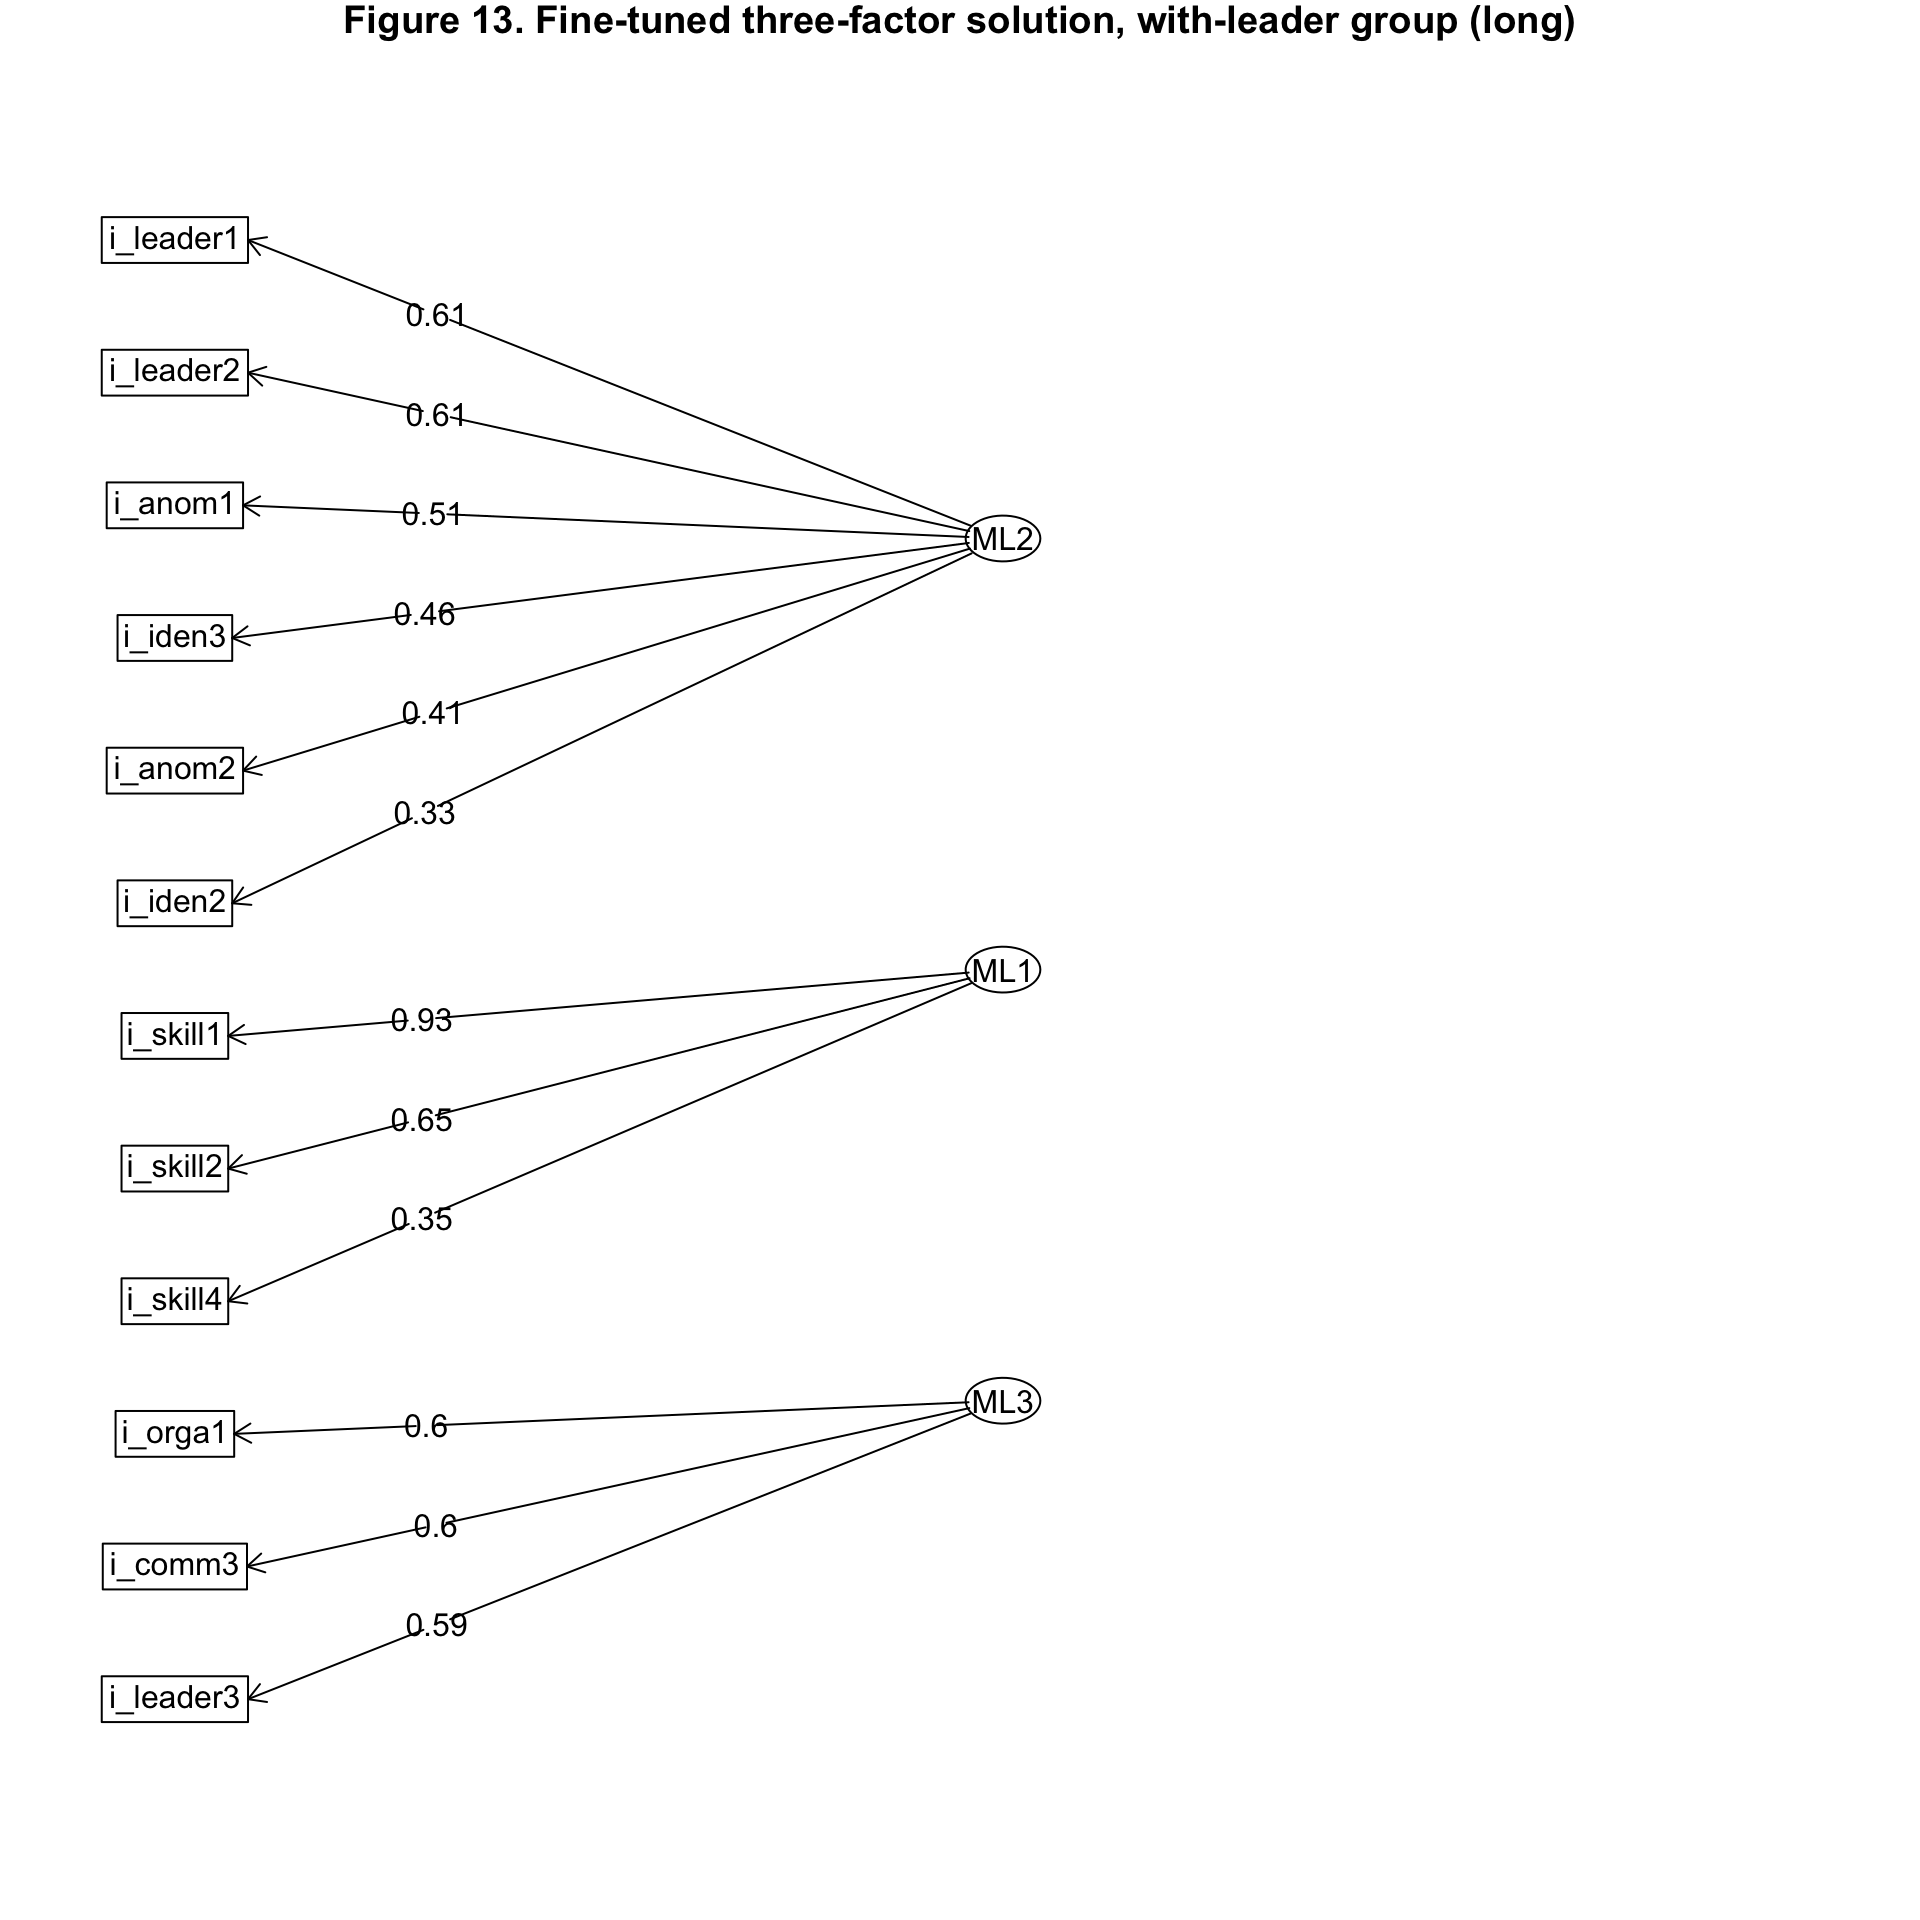 Figure 13. Fine-tuned three-factor solution, with-leader group (long)
i_leader1
0.61
i_leader2
0.61
i_anom1
0.51
ML2
i_iden3
0.46
i_anom2
0.41
i_iden2
0.33
ML1
i_skill1
0.93
i_skill2
0.65
i_skill4
0.35
ML3
i_orga1
0.6
i_comm3
0.6
i_leader3
0.59